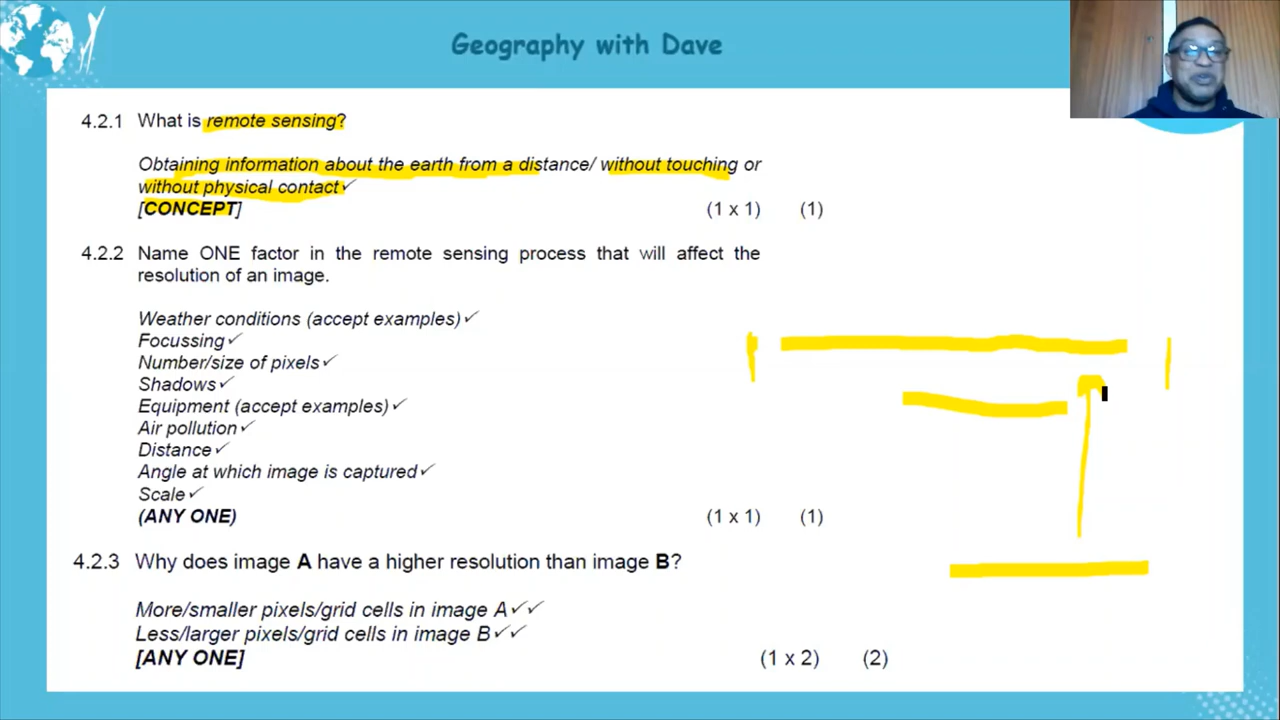 Geography with Dave
4.2.1 What is remote sensing?
Obtaining information about the earth from a distance/ without touching or
without physical contact✓
[CONCEPT] (1 x 1) (1)
4.2.2 Name ONE factor in the remote sensing process that will affect the
resolution of an image.
Weather conditions (accept examples)✓
Focussing✓
Number/size of pixels✓
Shadows✓
Equipment (accept examples)✓
Air pollution✓
Distance✓
Angle at which image is captured✓
Scale✓
(ANY ONE) (1 x 1) (1)
4.2.3 Why does image A have a higher resolution than image B?
More/smaller pixels/grid cells in image A✓✓
Less/larger pixels/grid cells in image B✓✓
[ANY ONE] (1 x 2) (2)